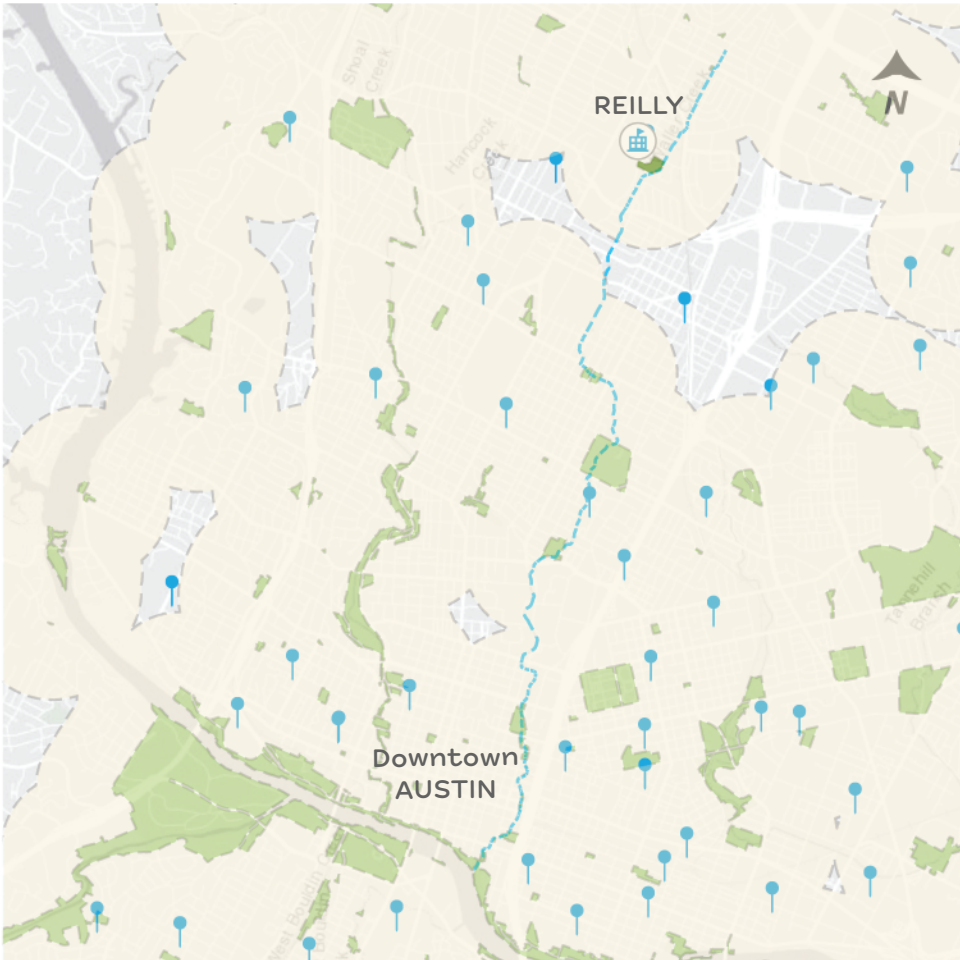 Shoal
Creek
REILLY
N
Hancock
Creek
Tannehill
Branch
Downtown
AUSTIN
West Bouldin